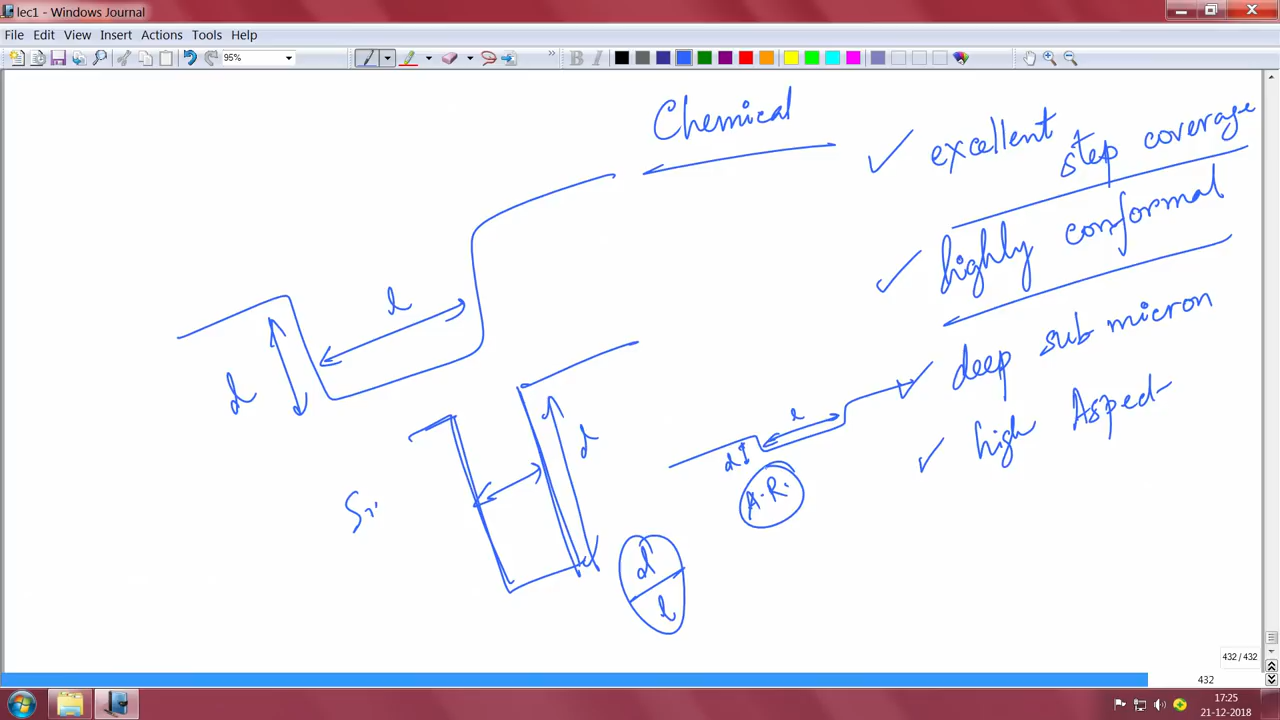 lec1 - Windows Journal
File Edit View Insert Actions Tools Help
95%
Chemical
✓ excellent step coverage
✓ highly conformal
✓ deep sub micron
✓ high Aspect
l
d
d
l
d
A.R.
Si
d/l
432 / 432
432
17:25
21-12-2018